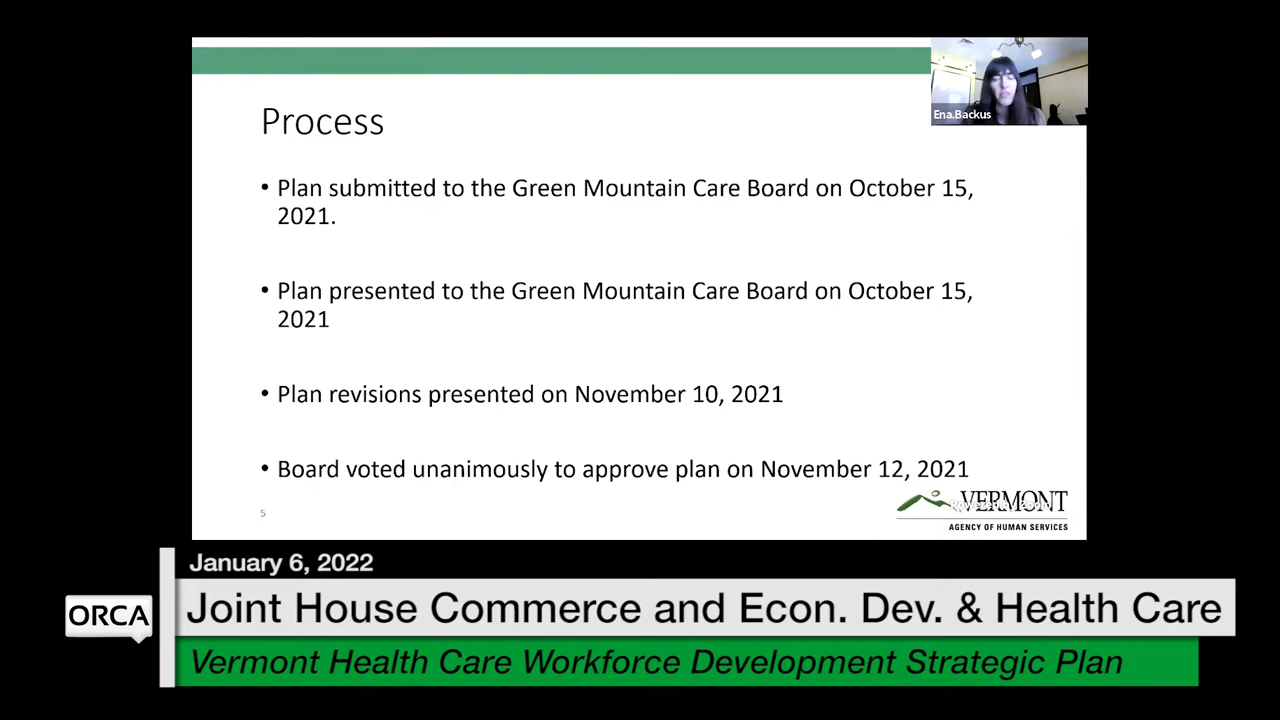 Ena.Backus
Process
• Plan submitted to the Green Mountain Care Board on October 15,
2021.
• Plan presented to the Green Mountain Care Board on October 15,
2021
• Plan revisions presented on November 10, 2021
• Board voted unanimously to approve plan on November 12, 2021
5
VERMONT
Powered by Zoom
AGENCY OF HUMAN SERVICES
January 6, 2022
ORCA
Joint House Commerce and Econ. Dev. & Health Care
Vermont Health Care Workforce Development Strategic Plan